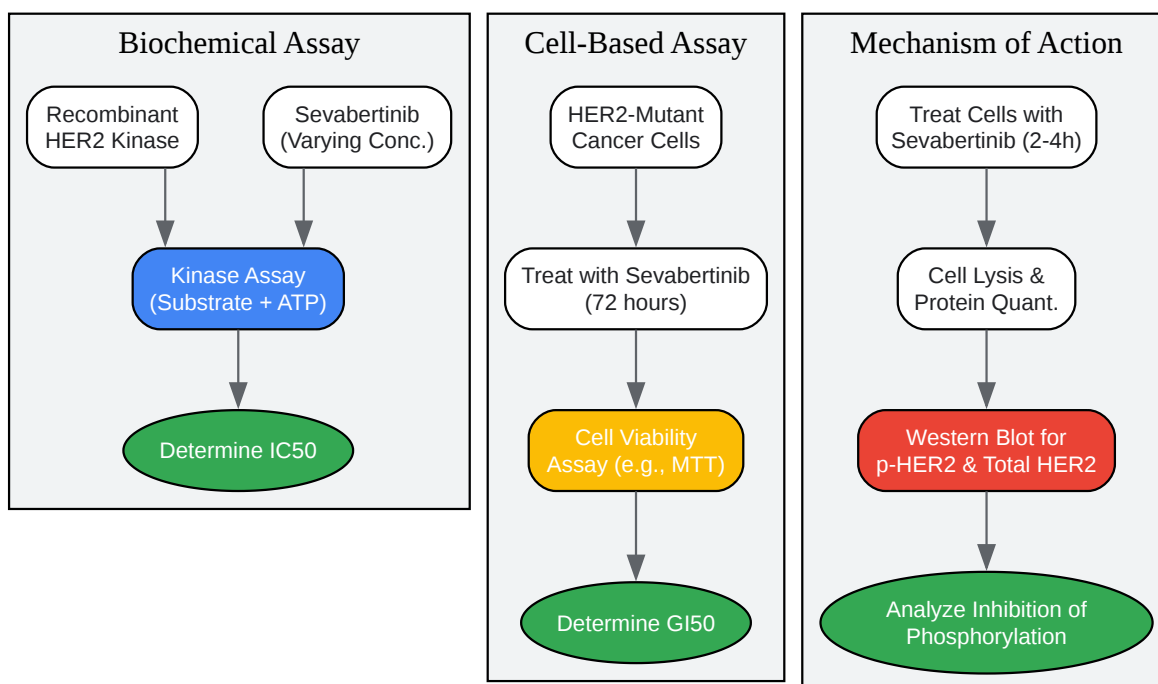 Biochemical Assay
Recombinant
HER2 Kinase
Sevabertinib
(Varying Conc.)
Kinase Assay
(Substrate + ATP)
Determine IC50
Cell-Based Assay
HER2-Mutant
Cancer Cells
Treat with Sevabertinib
(72 hours)
Cell Viability
Assay (e.g., MTT)
Determine GI50
Mechanism of Action
Treat Cells with
Sevabertinib (2-4h)
Cell Lysis &
Protein Quant.
Western Blot for
p-HER2 & Total HER2
Analyze Inhibition of
Phosphorylation